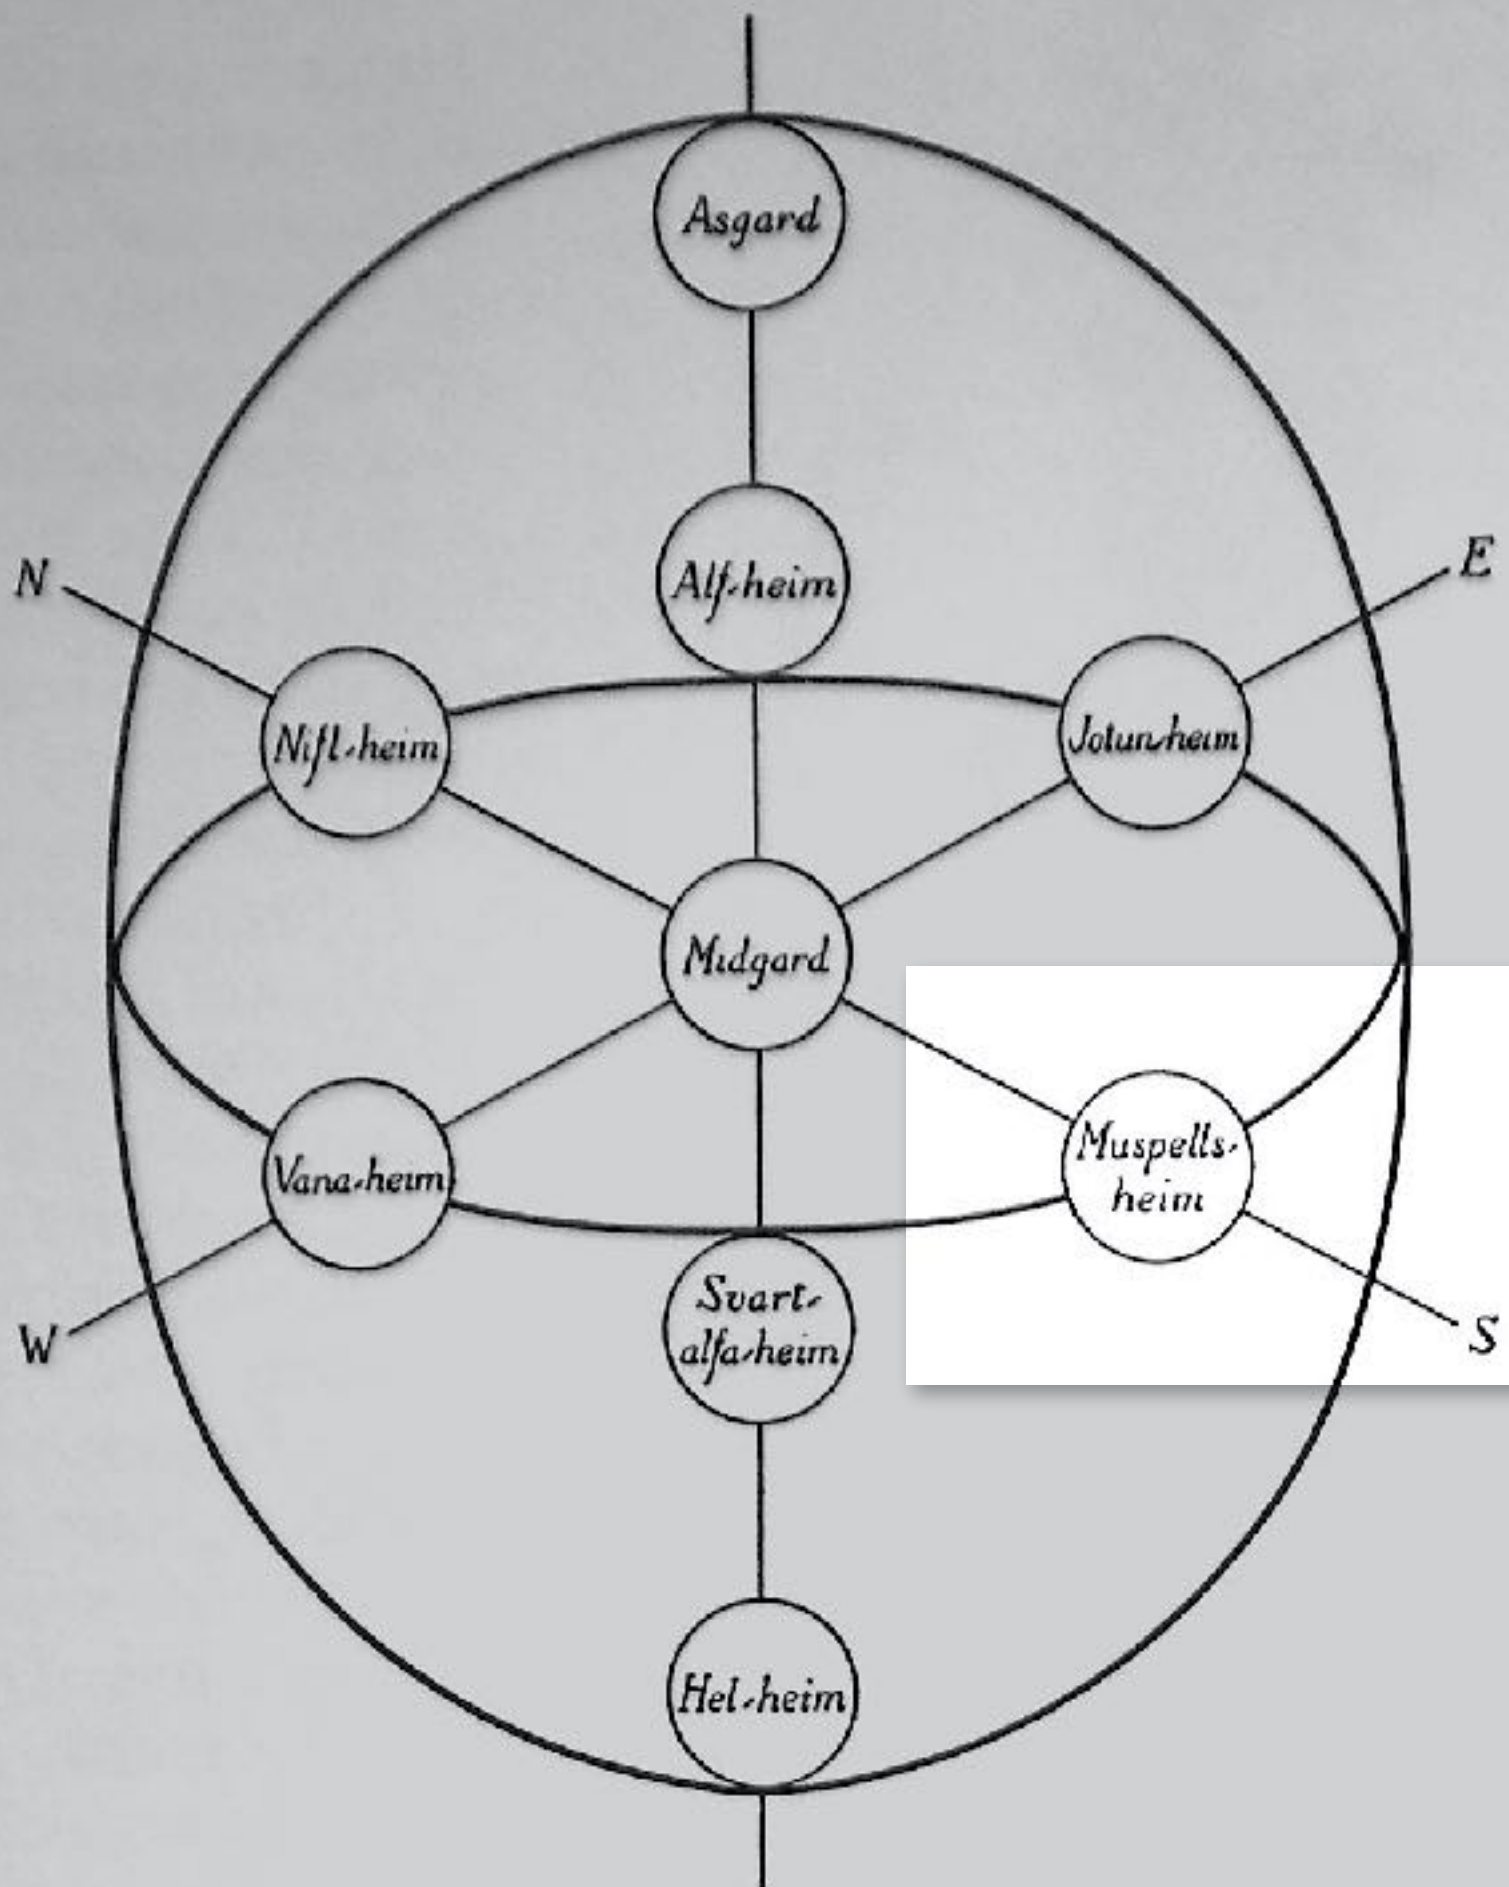 Asgard
Alf-heim
N
E
Nifl-heim
Jotun-heim
Midgard
Vana-heim
Muspells-
heim
W
Svart-
alfa-heim
S
Hel-heim